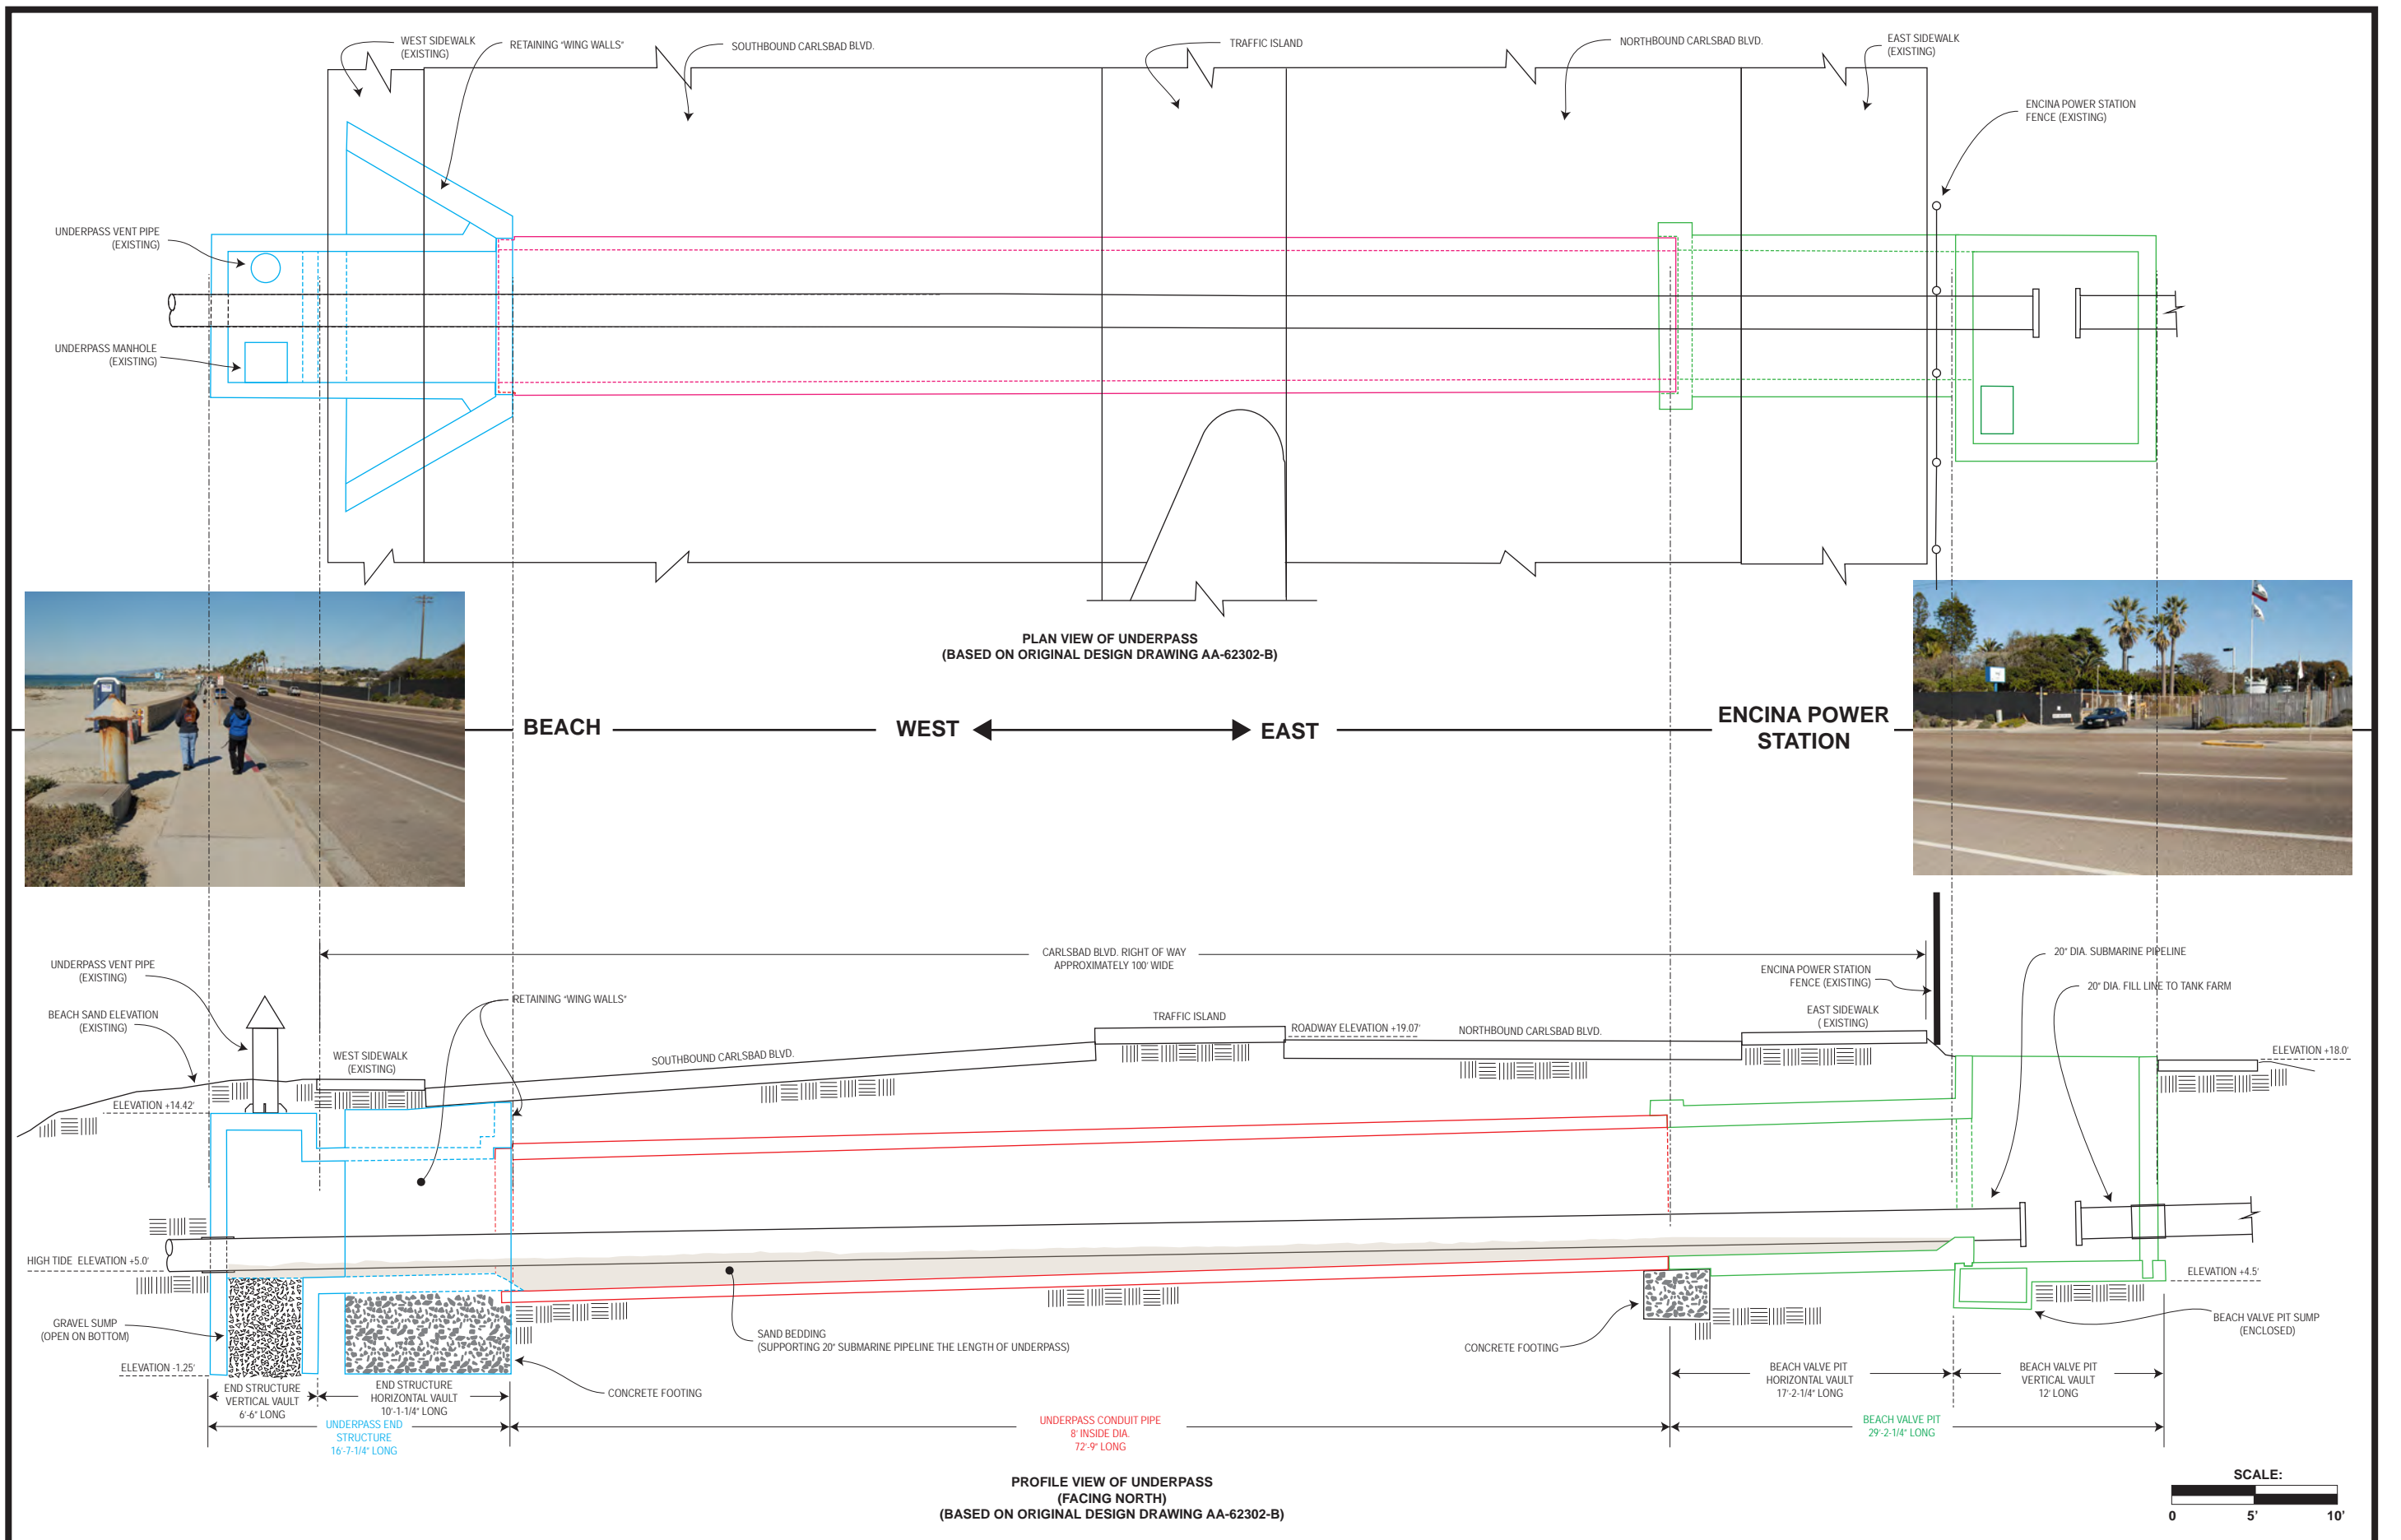 WEST SIDEWALK
(EXISTING)
RETAINING "WING WALLS"
SOUTHBOUND CARLSBAD BLVD.
TRAFFIC ISLAND
NORTHBOUND CARLSBAD BLVD.
EAST SIDEWALK
(EXISTING)
ENCINA POWER STATION
FENCE (EXISTING)
UNDERPASS VENT PIPE
(EXISTING)
UNDERPASS MANHOLE
(EXISTING)
PLAN VIEW OF UNDERPASS
(BASED ON ORIGINAL DESIGN DRAWING AA-62302-B)
BEACH
WEST
EAST
ENCINA POWER
STATION
CARLSBAD BLVD. RIGHT OF WAY
APPROXIMATELY 100' WIDE
UNDERPASS VENT PIPE
(EXISTING)
BEACH SAND ELEVATION
(EXISTING)
RETAINING "WING WALLS"
WEST SIDEWALK
(EXISTING)
SOUTHBOUND CARLSBAD BLVD.
TRAFFIC ISLAND
ROADWAY ELEVATION +19.07'
NORTHBOUND CARLSBAD BLVD.
ENCINA POWER STATION
FENCE (EXISTING)
EAST SIDEWALK
( EXISTING)
20" DIA. SUBMARINE PIPELINE
20" DIA. FILL LINE TO TANK FARM
ELEVATION +18.0'
ELEVATION +14.42'
HIGH TIDE ELEVATION +5.0'
ELEVATION +4.5'
GRAVEL SUMP
(OPEN ON BOTTOM)
ELEVATION -1.25'
SAND BEDDING
(SUPPORTING 20" SUBMARINE PIPELINE THE LENGTH OF UNDERPASS)
CONCRETE FOOTING
BEACH VALVE PIT SUMP
(ENCLOSED)
CONCRETE FOOTING
END STRUCTURE
VERTICAL VAULT
6'-6" LONG
END STRUCTURE
HORIZONTAL VAULT
10'-1-1/4" LONG
BEACH VALVE PIT
HORIZONTAL VAULT
17'-2-1/4" LONG
BEACH VALVE PIT
VERTICAL VAULT
12' LONG
UNDERPASS END
STRUCTURE
16'-7-1/4" LONG
UNDERPASS CONDUIT PIPE
8' INSIDE DIA.
72'-9" LONG
BEACH VALVE PIT
29'-2-1/4" LONG
PROFILE VIEW OF UNDERPASS
(FACING NORTH)
(BASED ON ORIGINAL DESIGN DRAWING AA-62302-B)
SCALE:
0 5' 10'